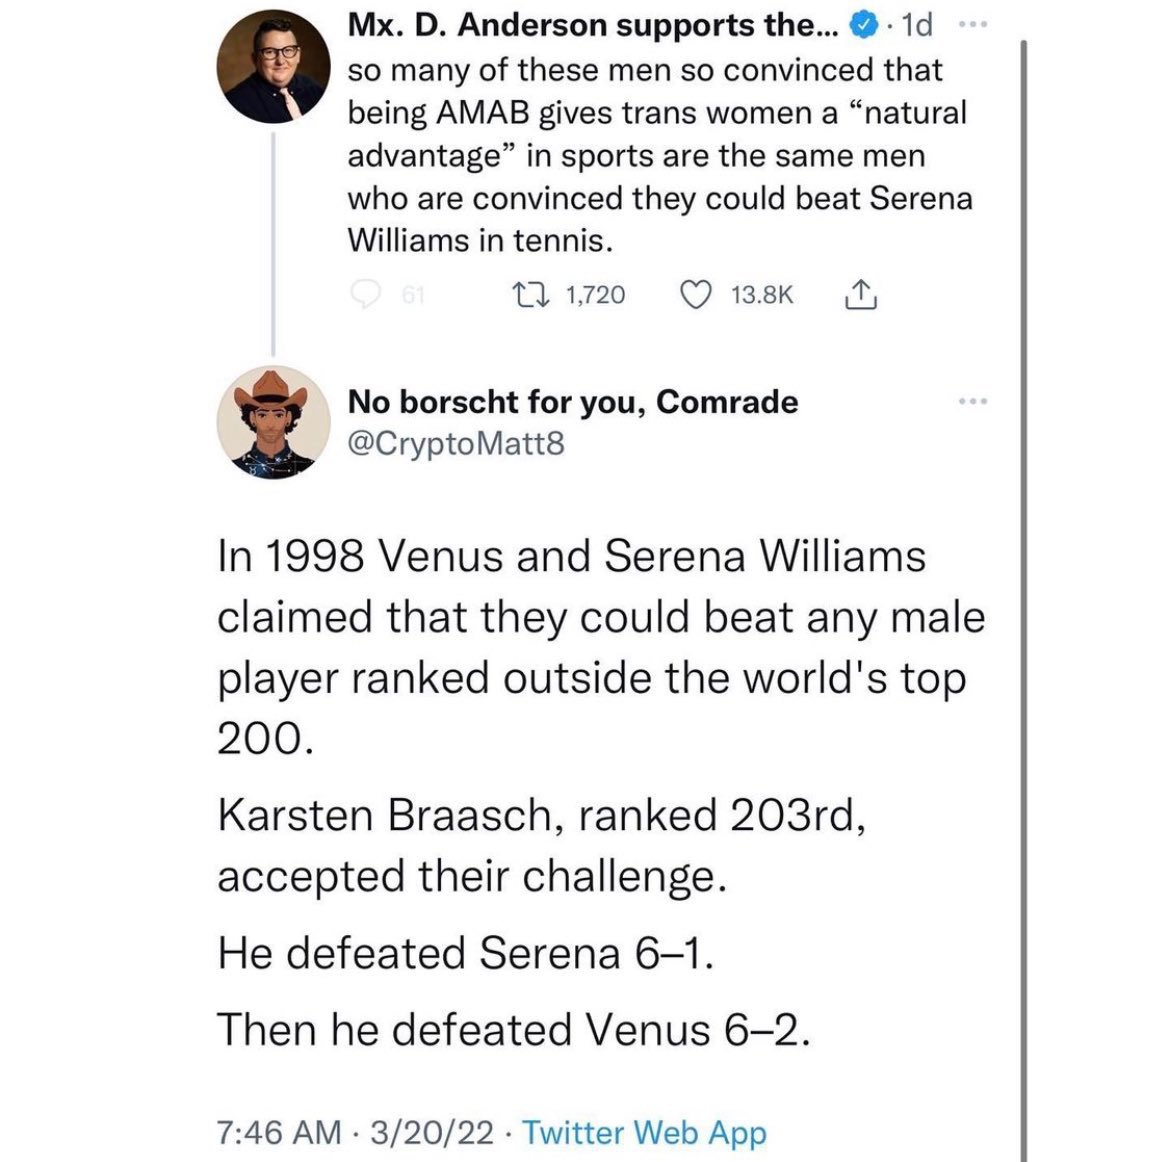 Mx. D. Anderson supports the... · 1d
so many of these men so convinced that
being AMAB gives trans women a “natural
advantage” in sports are the same men
who are convinced they could beat Serena
Williams in tennis.
61 1,720 13.8K
No borscht for you, Comrade
@CryptoMatt8
In 1998 Venus and Serena Williams
claimed that they could beat any male
player ranked outside the world's top
200.
Karsten Braasch, ranked 203rd,
accepted their challenge.
He defeated Serena 6–1.
Then he defeated Venus 6–2.
7:46 AM · 3/20/22 · Twitter Web App